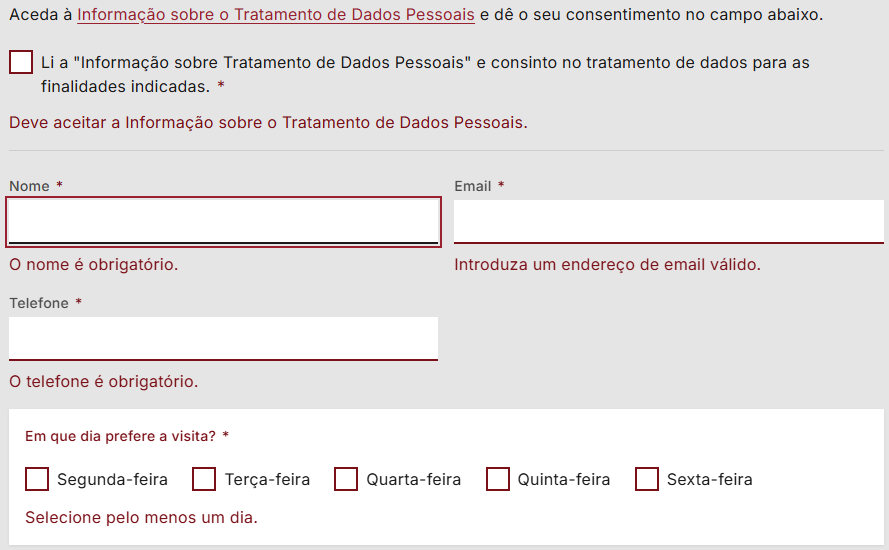 Aceda à Informação sobre o Tratamento de Dados Pessoais e dê o seu consentimento no campo abaixo.
Li a "Informação sobre Tratamento de Dados Pessoais" e consinto no tratamento de dados para as
finalidades indicadas. *
Deve aceitar a Informação sobre o Tratamento de Dados Pessoais.
Nome * Email *
O nome é obrigatório. Introduza um endereço de email válido.
Telefone *
O telefone é obrigatório.
Em que dia prefere a visita? *
Segunda-feira Terça-feira Quarta-feira Quinta-feira Sexta-feira
Selecione pelo menos um dia.